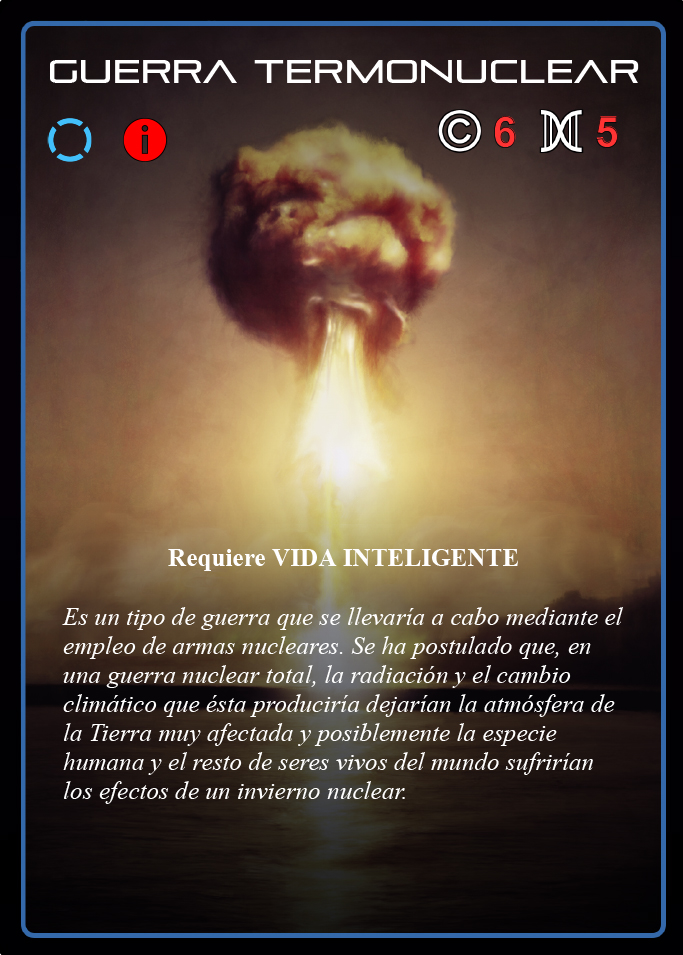 GUERRA TERMONUCLEAR
i © 6 5
Requiere VIDA INTELIGENTE
Es un tipo de guerra que se llevaría a cabo mediante el
empleo de armas nucleares. Se ha postulado que, en
una guerra nuclear total, la radiación y el cambio
climático que ésta produciría dejarían la atmósfera de
la Tierra muy afectada y posiblemente la especie
humana y el resto de seres vivos del mundo sufrirían
los efectos de un invierno nuclear.